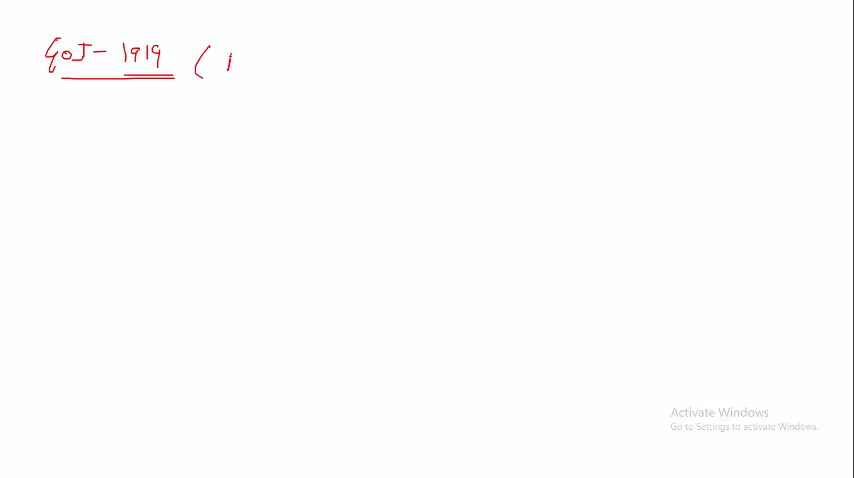 GOI - 1919 (
Activate Windows
Go to Settings to activate Windows.